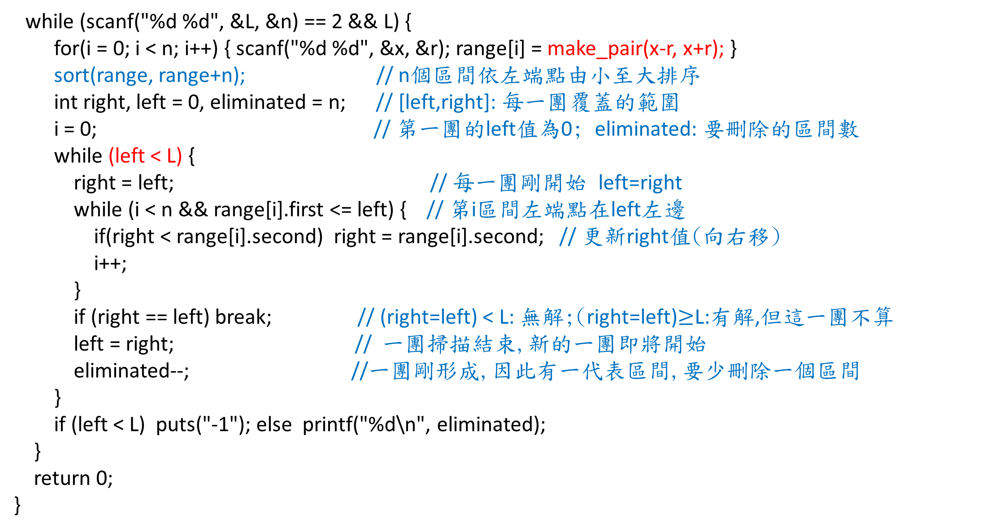 while (scanf("%d %d", &L, &n) == 2 && L) {
for(i = 0; i < n; i++) { scanf("%d %d", &x, &r); range[i] = make_pair(x-r, x+r); }
sort(range, range+n); // n個區間依左端點由小至大排序
int right, left = 0, eliminated = n; // [left,right]: 每一團覆蓋的範圍
i = 0; // 第一團的left值為0; eliminated: 要刪除的區間數
while (left < L) {
right = left; // 每一團剛開始 left=right
while (i < n && range[i].first <= left) { // 第i區間左端點在left左邊
if(right < range[i].second) right = range[i].second; // 更新right值(向右移)
i++;
}
if (right == left) break; // (right=left) < L: 無解;(right=left)≥L:有解,但這一團不算
left = right; // 一團掃描結束, 新的一團即將開始
eliminated--; //一團剛形成, 因此有一代表區間, 要少刪除一個區間
}
if (left < L) puts("-1"); else printf("%d\n", eliminated);
}
return 0;
}